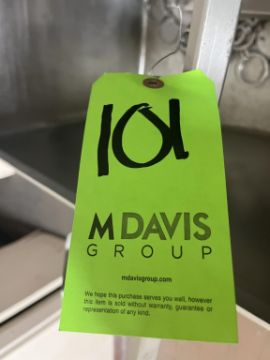 101
M DAVIS
GROUP
mdavisgroup.com
We hope this purchase serves you well, however
this item is sold without warranty, guarantee or
representation of any kind.